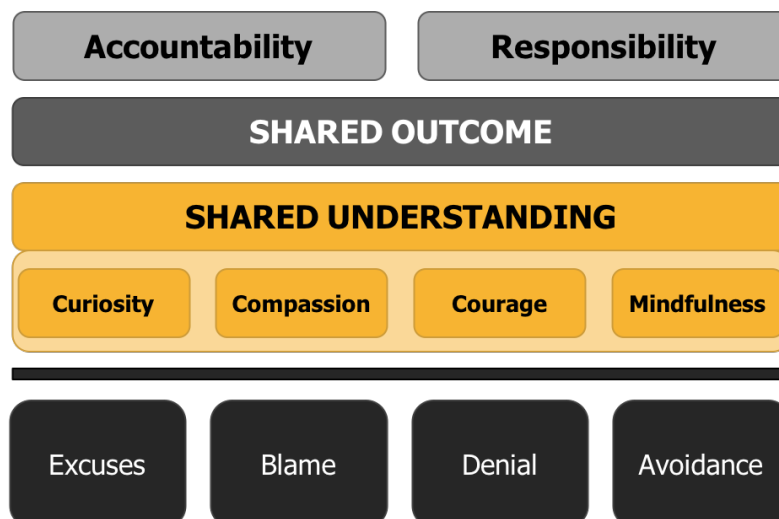 Accountability
Responsibility
SHARED OUTCOME
SHARED UNDERSTANDING
Curiosity
Compassion
Courage
Mindfulness
Excuses
Blame
Denial
Avoidance